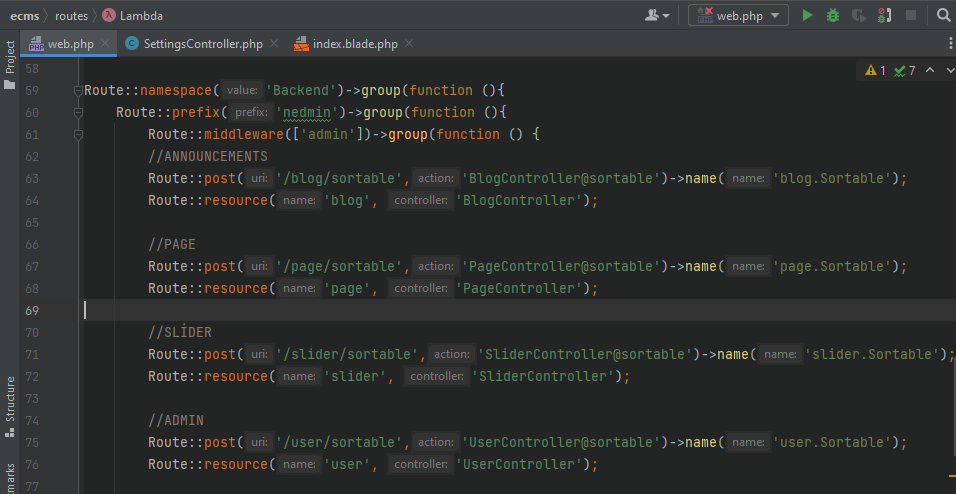 ecms
routes
Lambda
web.php
web.php
SettingsController.php
index.blade.php
Project
1
7
58
59 Route::namespace( value: 'Backend')->group(function (){
60 Route::prefix( prefix: 'nedmin')->group(function (){
61 Route::middleware(['admin'])->group(function () {
62 //ANNOUNCEMENTS
63 Route::post( uri: '/blog/sortable', action: 'BlogController@sortable')->name( name: 'blog.Sortable');
64 Route::resource( name: 'blog', controller: 'BlogController');
65
66 //PAGE
67 Route::post( uri: '/page/sortable', action: 'PageController@sortable')->name( name: 'page.Sortable');
68 Route::resource( name: 'page', controller: 'PageController');
69
70 //SLİDER
71 Route::post( uri: '/slider/sortable', action: 'SliderController@sortable')->name( name: 'slider.Sortable');
72 Route::resource( name: 'slider', controller: 'SliderController');
73
74 //ADMIN
75 Route::post( uri: '/user/sortable', action: 'UserController@sortable')->name( name: 'user.Sortable');
76 Route::resource( name: 'user', controller: 'UserController');
77
Structure
marks